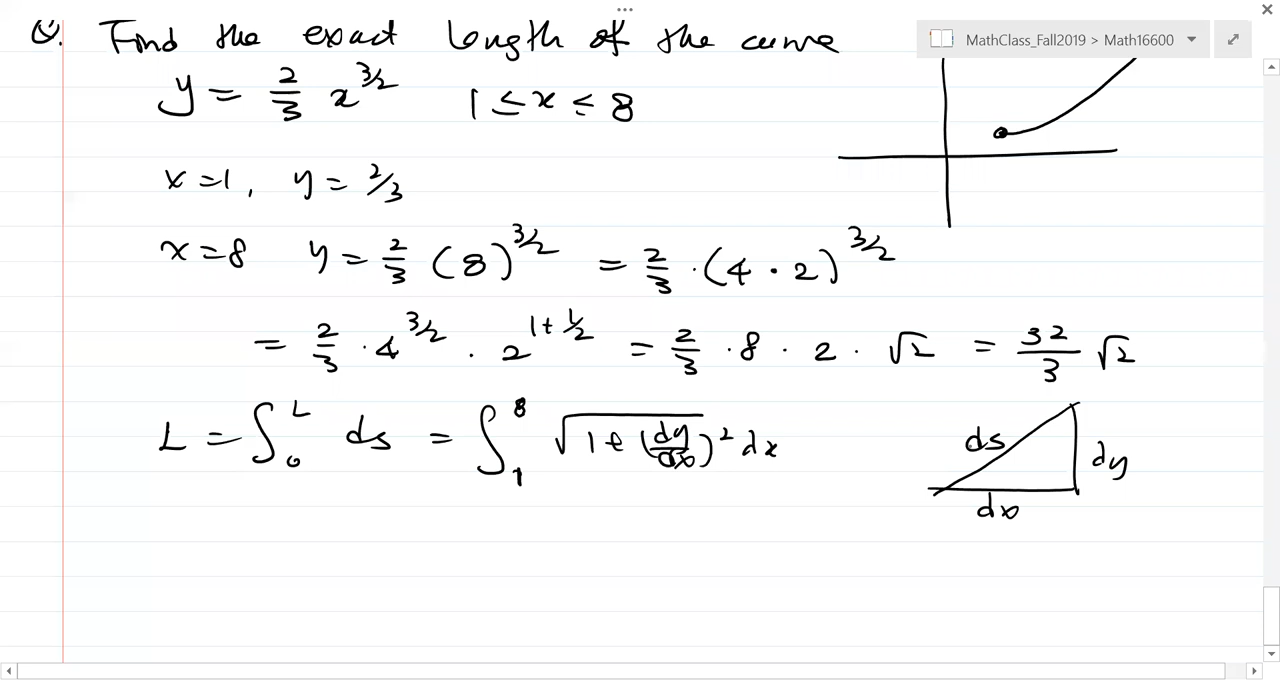 Q. Find the exact length of the curve
MathClass_Fall2019 > Math16600
y = 2/3 x^3/2    1 ≤ x ≤ 8
x = 1, y = 2/3
x = 8  y = 2/3 (8)^3/2 = 2/3 · (4 · 2)^3/2
= 2/3 · 4^3/2 · 2^1+1/2 = 2/3 · 8 · 2 · √2 = 32/3 √2
L = ∫_0^L ds = ∫_1^8 √1+(dy/dx)^2 dx
ds
dy
dx